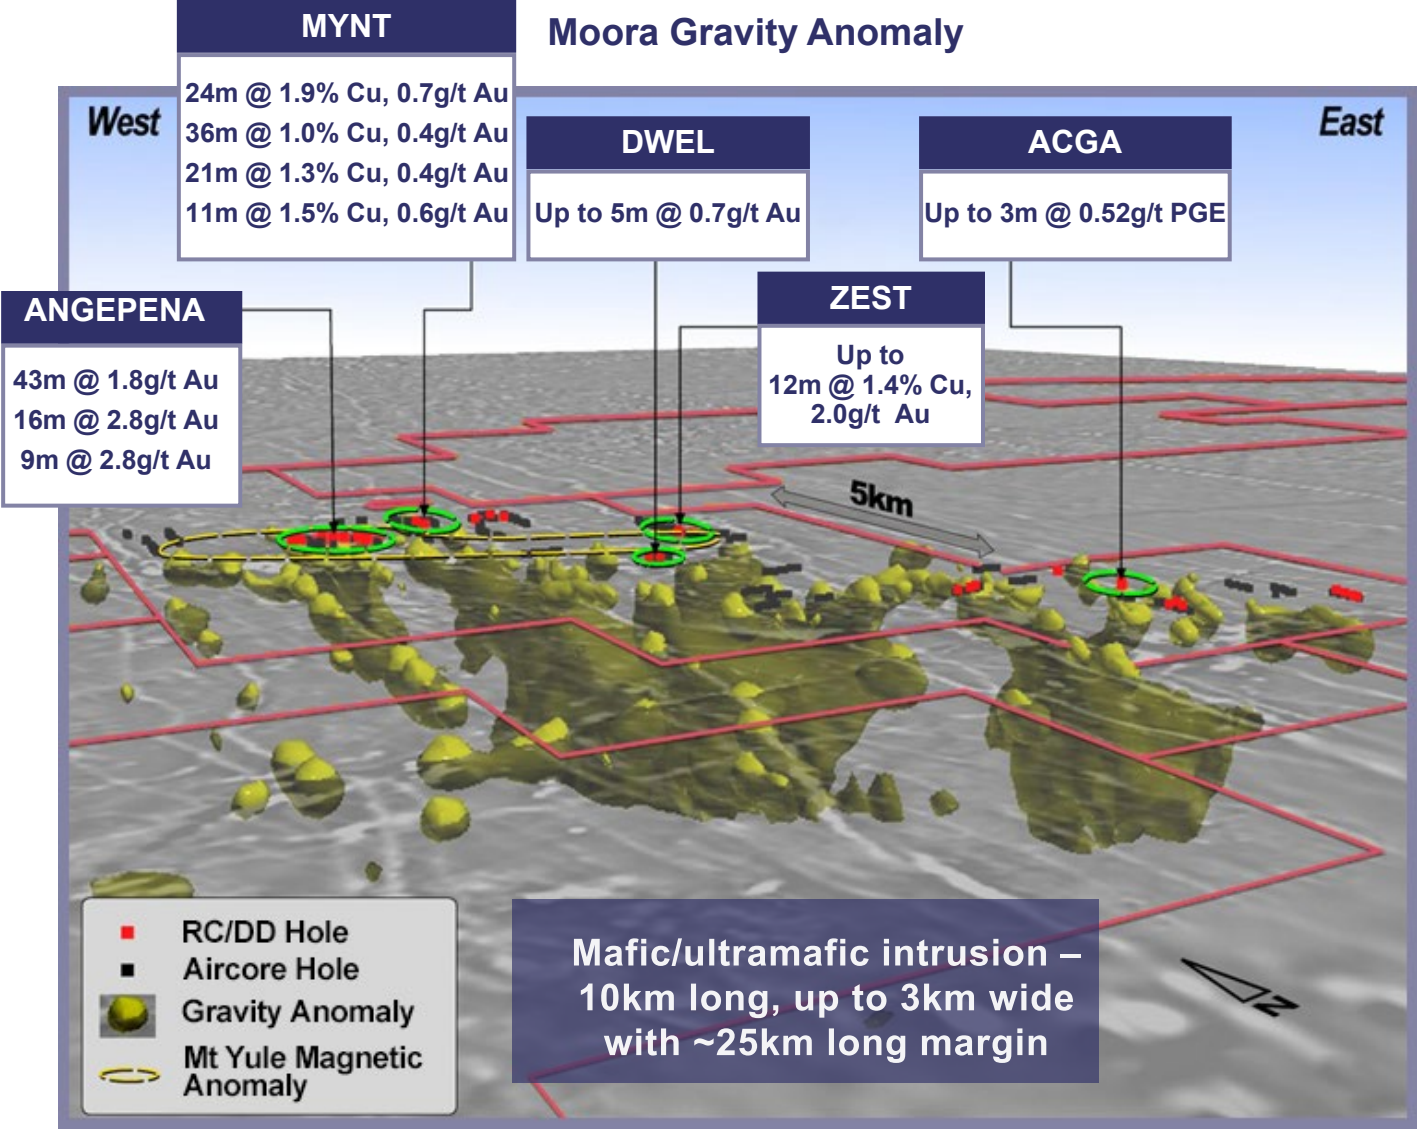 Moora Gravity Anomaly
MYNT
24m @ 1.9% Cu, 0.7g/t Au
36m @ 1.0% Cu, 0.4g/t Au
21m @ 1.3% Cu, 0.4g/t Au
11m @ 1.5% Cu, 0.6g/t Au
West
East
DWEL
Up to 5m @ 0.7g/t Au
ACGA
Up to 3m @ 0.52g/t PGE
ZEST
Up to
12m @ 1.4% Cu,
2.0g/t Au
ANGEPENA
43m @ 1.8g/t Au
16m @ 2.8g/t Au
9m @ 2.8g/t Au
5km
RC/DD Hole
Aircore Hole
Gravity Anomaly
Mt Yule Magnetic
Anomaly
Mafic/ultramafic intrusion –
10km long, up to 3km wide
with ~25km long margin
N